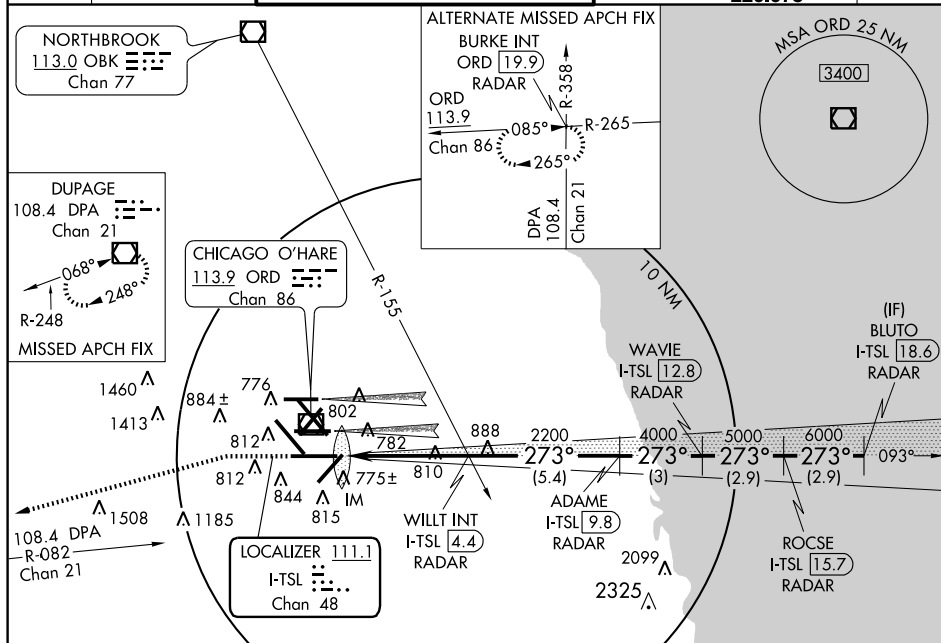 NORTHBROOK
113.0 OBK
Chan 77
ALTERNATE MISSED APCH FIX
BURKE INT
ORD 19.9
RADAR
R-358
ORD
113.9
Chan 86
085°
R-265
265°
DPA
108.4
Chan 21
MSA ORD 25 NM
3400
DUPAGE
108.4 DPA
Chan 21
068°
248°
R-248
MISSED APCH FIX
CHICAGO O'HARE
113.9 ORD
Chan 86
R-155
10 NM
(IF)
BLUTO
I-TSL 18.6
RADAR
WAVIE
I-TSL 12.8
RADAR
1460
1413
884±
776
802
812
782
888
2200
4000
5000
6000
273°
273°
273°
273°
093°
(5.4)
(3)
(2.9)
(2.9)
812
844
815
775±
IM
810
WILLT INT
I-TSL 4.4
RADAR
ADAME
I-TSL 9.8
RADAR
ROCSE
I-TSL 15.7
RADAR
1508
1185
108.4 DPA
R-082
Chan 21
LOCALIZER 111.1
I-TSL
Chan 48
2099
2325